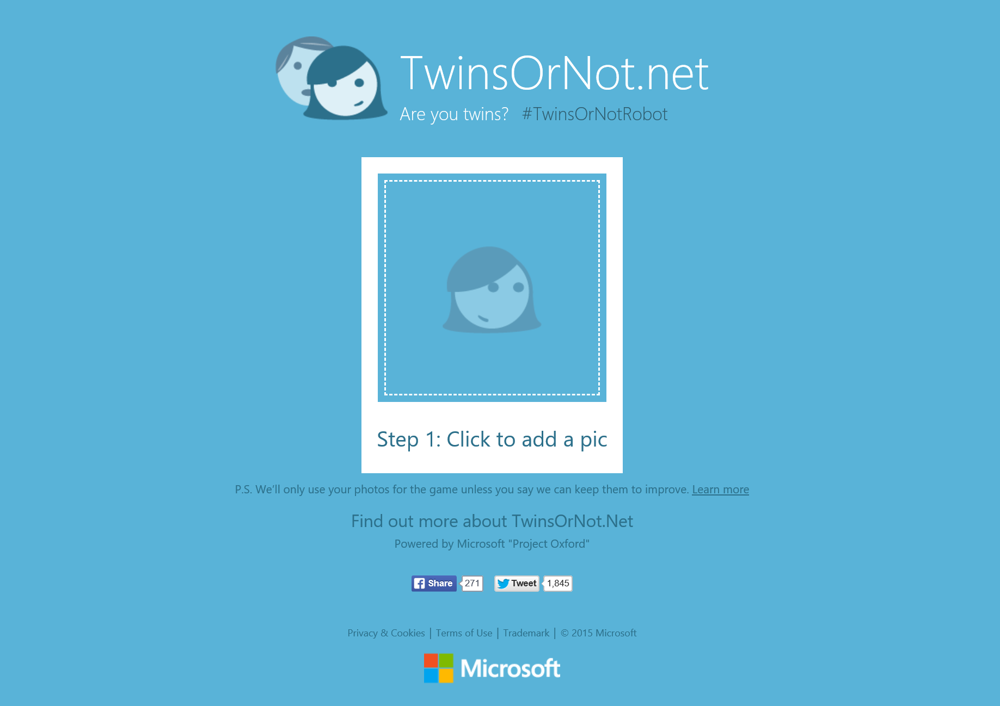 TwinsOrNot.net
Are you twins? #TwinsOrNotRobot
Step 1: Click to add a pic
P.S. We'll only use your photos for the game unless you say we can keep them to improve. Learn more
Find out more about TwinsOrNot.Net
Powered by Microsoft "Project Oxford"
Share 271 Tweet 1,845
Privacy & Cookies | Terms of Use | Trademark | © 2015 Microsoft
Microsoft